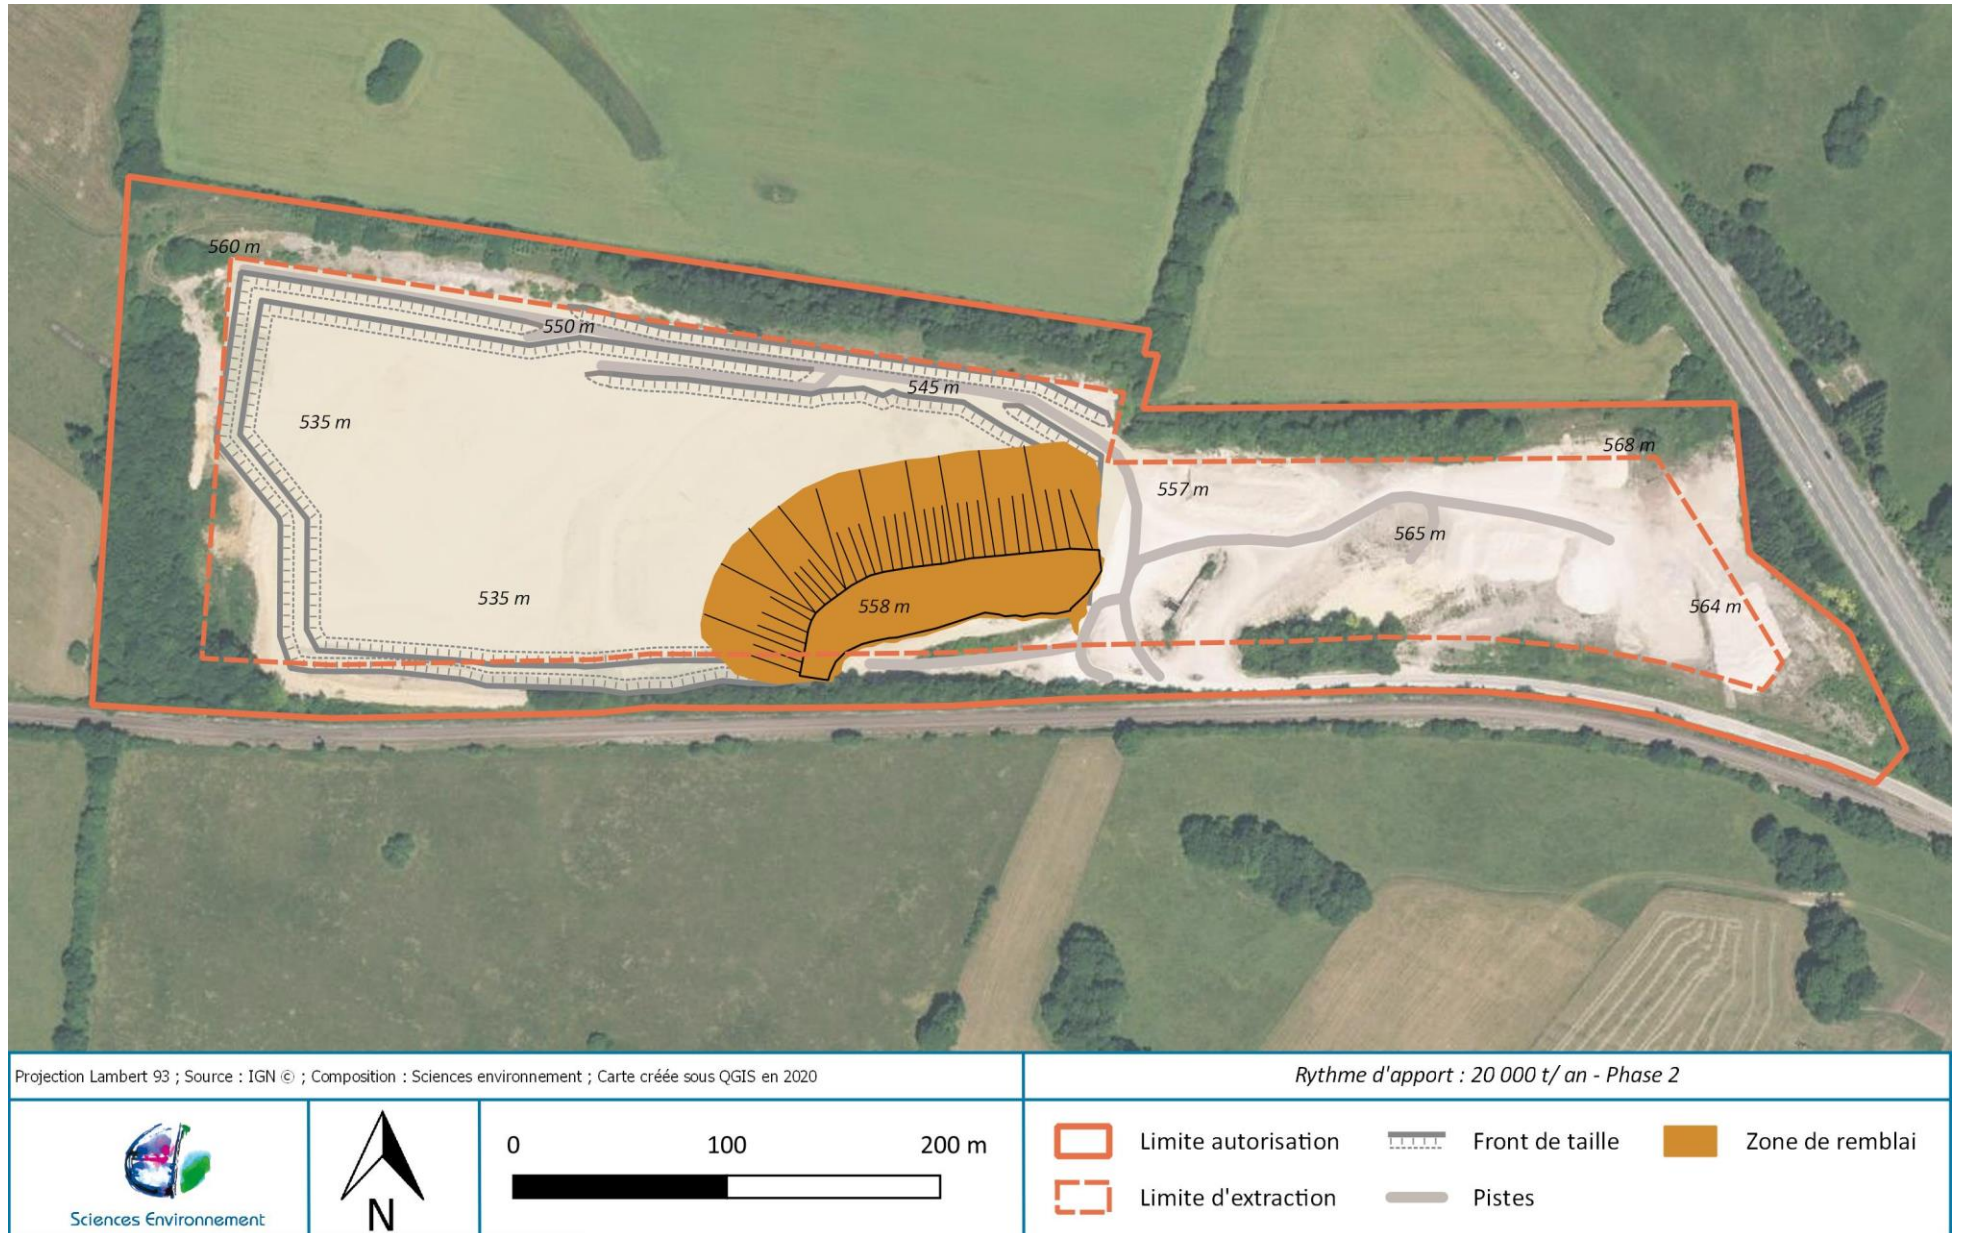 560 m
550 m
545 m
535 m
568 m
557 m
565 m
535 m
558 m
564 m
Projection Lambert 93 ; Source : IGN © ; Composition : Sciences environnement ; Carte créée sous QGIS en 2020
Rythme d'apport : 20 000 t/ an - Phase 2
Sciences Environnement
N
0 100 200 m
Limite autorisation
Front de taille
Zone de remblai
Limite d'extraction
Pistes